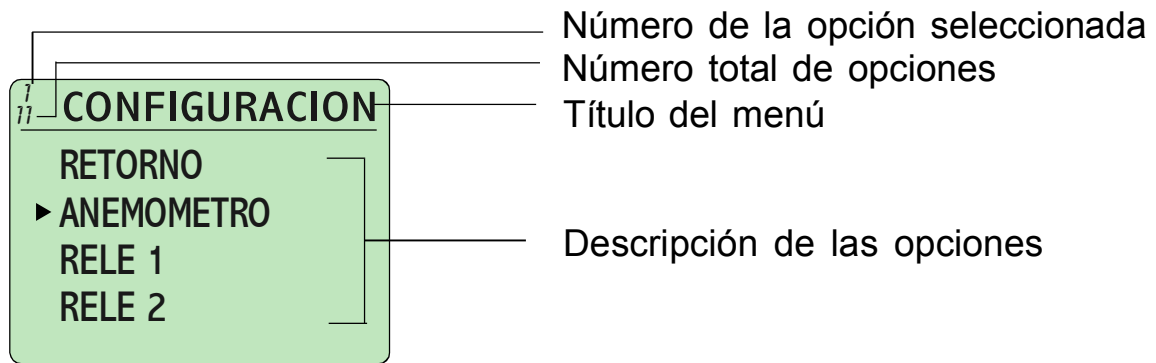 Número de la opción seleccionada
Número total de opciones
1
11
CONFIGURACION
Título del menú
RETORNO
▶ ANEMOMETRO
RELE 1
RELE 2
Descripción de las opciones